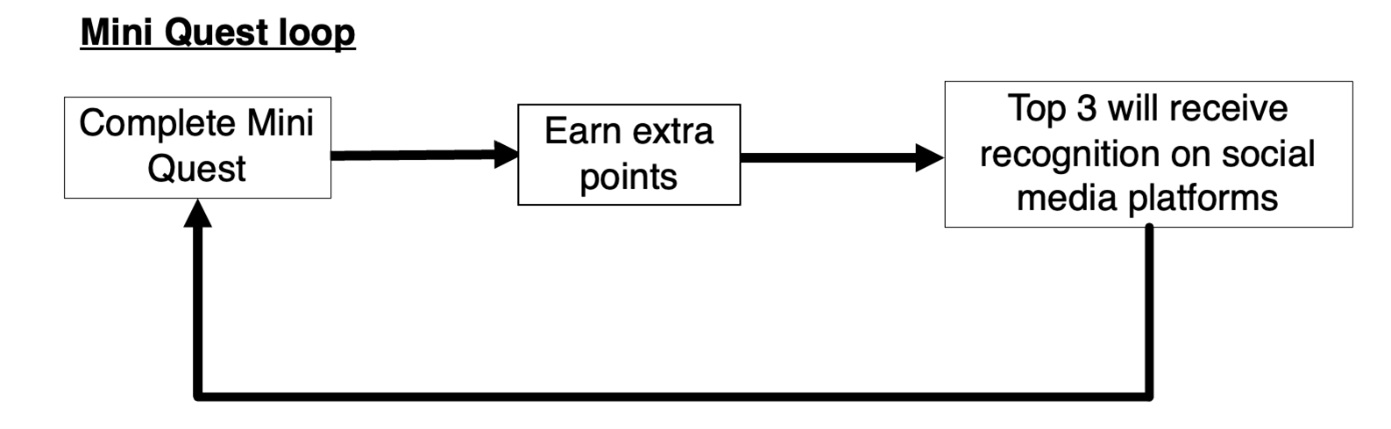 Mini Quest loop
Complete Mini
Quest
Earn extra
points
Top 3 will receive
recognition on social
media platforms